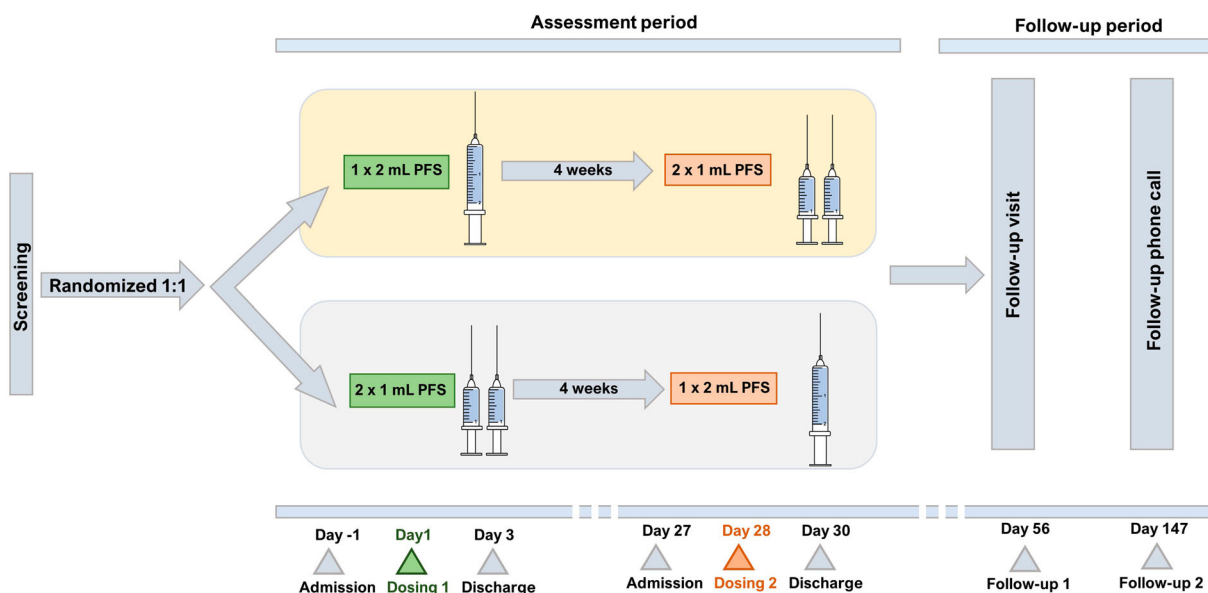 Assessment period
Follow-up period
Screening
Randomized 1:1
1 x 2 mL PFS
4 weeks
2 x 1 mL PFS
2 x 1 mL PFS
4 weeks
1 x 2 mL PFS
Follow-up visit
Follow-up phone call
Day -1
Admission
Day1
Dosing 1
Day 3
Discharge
Day 27
Admission
Day 28
Dosing 2
Day 30
Discharge
Day 56
Follow-up 1
Day 147
Follow-up 2